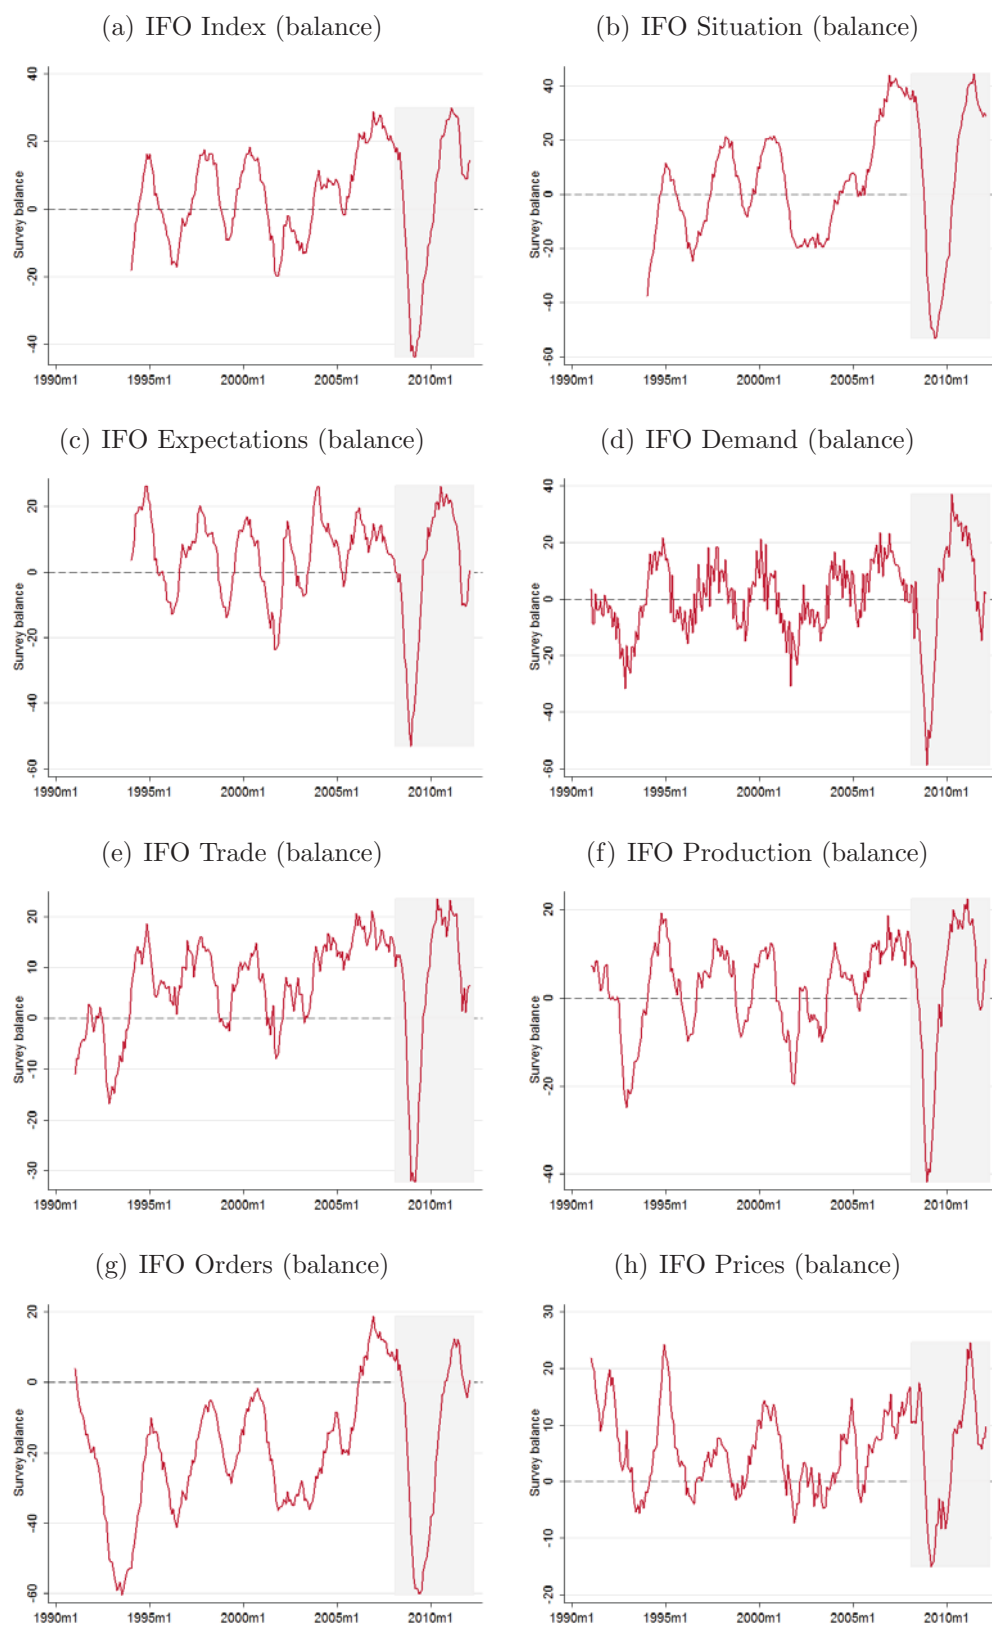 (a) IFO Index (balance)
(b) IFO Situation (balance)
Survey balance
40
20
0
-20
-40
1990m1 1995m1 2000m1 2005m1 2010m1
Survey balance
40
20
0
-20
-40
-60
1990m1 1995m1 2000m1 2005m1 2010m1
(c) IFO Expectations (balance)
(d) IFO Demand (balance)
Survey balance
20
0
-20
-40
-60
1990m1 1995m1 2000m1 2005m1 2010m1
Survey balance
40
20
0
-20
-40
-60
1990m1 1995m1 2000m1 2005m1 2010m1
(e) IFO Trade (balance)
(f) IFO Production (balance)
Survey balance
20
10
0
-10
-20
-30
1990m1 1995m1 2000m1 2005m1 2010m1
Survey balance
20
0
-20
-40
1990m1 1995m1 2000m1 2005m1 2010m1
(g) IFO Orders (balance)
(h) IFO Prices (balance)
Survey balance
20
0
-20
-40
-60
1990m1 1995m1 2000m1 2005m1 2010m1
Survey balance
30
20
10
0
-10
-20
1990m1 1995m1 2000m1 2005m1 2010m1